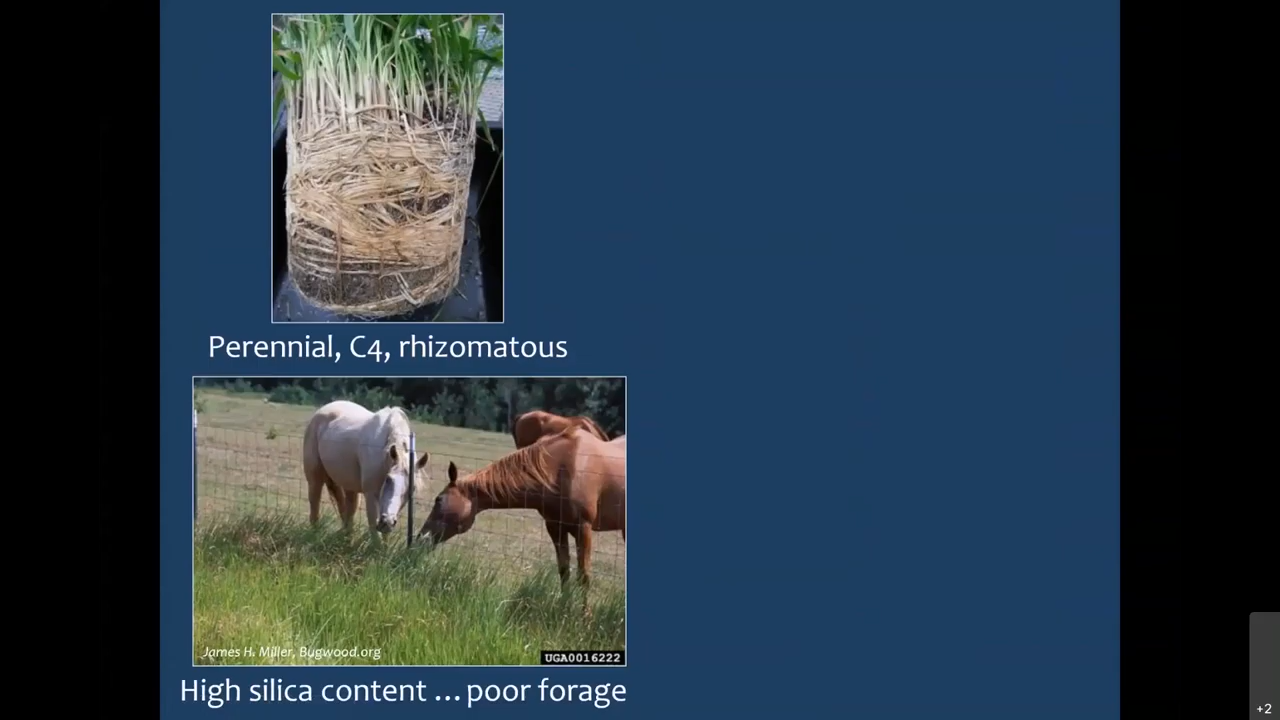 Perennial, C4, rhizomatous
James H. Miller, Bugwood.org
UGA0016222
High silica content ... poor forage
+2